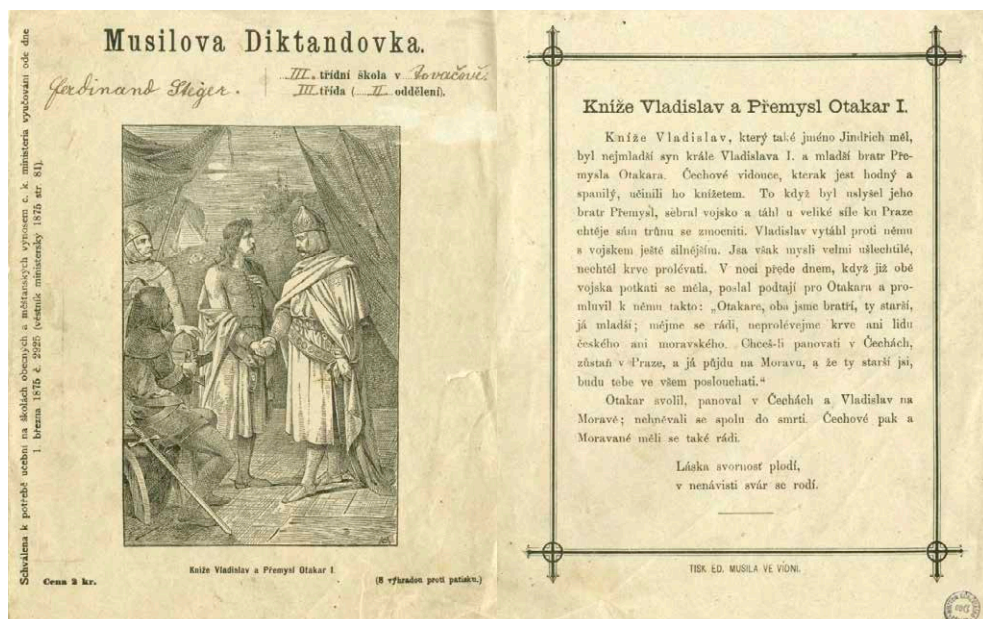 Musilova Diktandovka.
Ferdinand Steger.
III. třídní škola v Tovačově.
III. třída ( II. oddělení).
Schválena k potřebě učební na školách obecných a měšťanských výnosem c. k. ministeria vyučování ode dne
1. března 1875 č. 2925 (věstník ministerský 1875 str. 81).
Kníže Vladislav a Přemysl Otakar I.
Cena 2 kr.
(S výhradou proti patisku.)
Kníže Vladislav a Přemysl Otakar I.
Kníže Vladislav, který také jméno Jindřich měl,
byl nejmladší syn krále Vladislava I. a mladší bratr Pře-
mysla Otakara. Čechové vidouce, kterak jest hodný a
spanilý, učinili ho knížetem. To když byl uslyšel jeho
bratr Přemysl, sebral vojsko a táhl u veliké síle ku Praze
chtěje sám trůnu se zmocniti. Vladislav vytáhl proti němu
s vojskem ještě silnějším. Jsa však mysli velmi ušlechtilé,
nechtěl krve prolévati. V noci přede dnem, když již obě
vojska potkati se měla, poslal podtají pro Otakara a pro-
mluvil k němu takto: „Otakare, oba jsme bratří, ty starší,
já mladší; mějme se rádi, neprolévejme krve ani lidu
českého ani moravského. Chceš-li panovati v Čechách,
zůstaň v Praze, a já půjdu na Moravu, a že ty starší jsi,
budu tebe ve všem poslouchati.“
Otakar svolil, panoval v Čechách a Vladislav na
Moravě; nehněvali se spolu do smrti. Čechové pak a
Moravané měli se také rádi.
Láska svornosť plodí,
v nenávisti svár se rodí.
TISK ED. MUSILA VE VÍDNI.